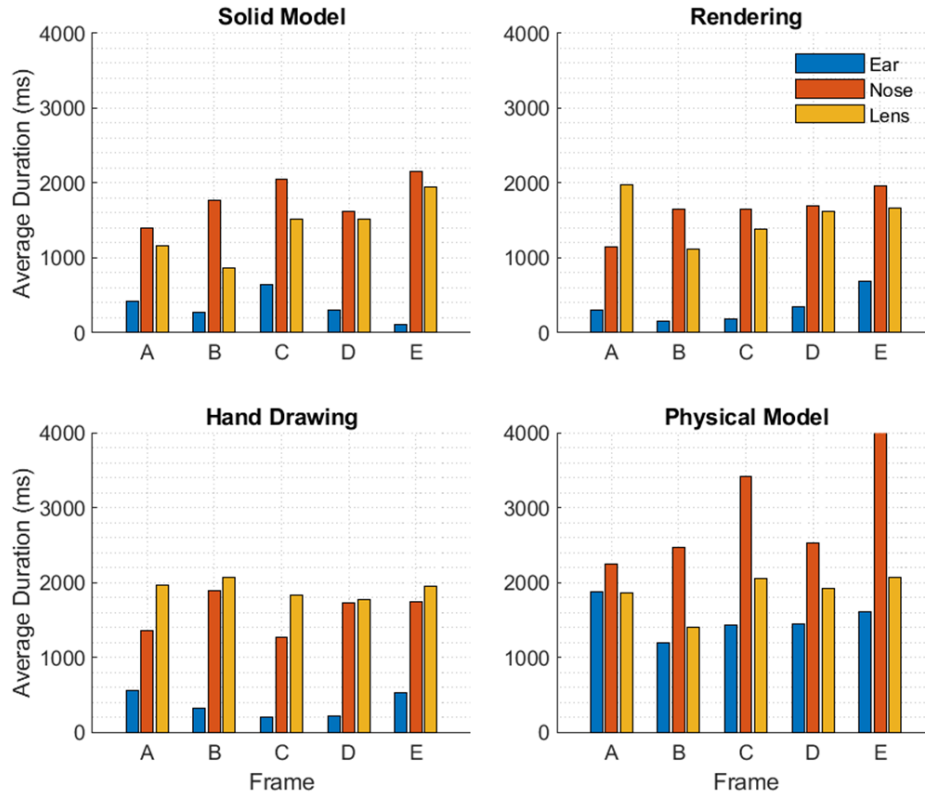 Solid Model
Average Duration (ms)
4000
3000
2000
1000
0
A B C D E
Rendering
4000
3000
2000
1000
0
Ear
Nose
Lens
A B C D E
Hand Drawing
Average Duration (ms)
4000
3000
2000
1000
0
A B C D E
Frame
Physical Model
4000
3000
2000
1000
0
A B C D E
Frame